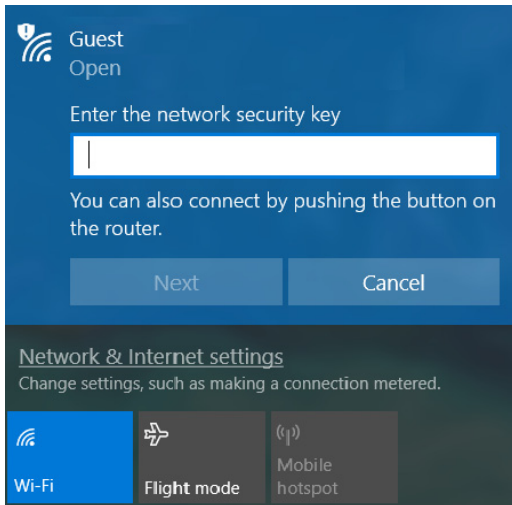 Guest
Open
Enter the network security key
You can also connect by pushing the button on
the router.
Next
Cancel
Network & Internet settings
Change settings, such as making a connection metered.
Wi-Fi
Flight mode
Mobile
hotspot